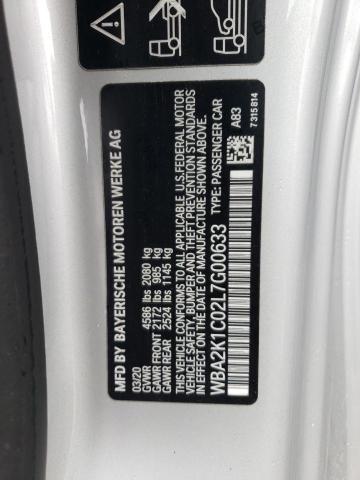 MFD BY BAYERISCHE MOTOREN WERKE AG
03/20
GVWR 4586 lbs 2080 kg
GAWR FRONT 2172 lbs 985 kg
GAWR REAR 2524 lbs 1145 kg
THIS VEHICLE CONFORMS TO ALL APPLICABLE U.S.FEDERAL MOTOR
VEHICLE SAFETY, BUMPER AND THEFT PREVENTION STANDARDS
IN EFFECT ON THE DATE OF MANUFACTURE SHOWN ABOVE.
WBA2K1C02L7G00633 TYPE: PASSENGER CAR
A83
7 315 814